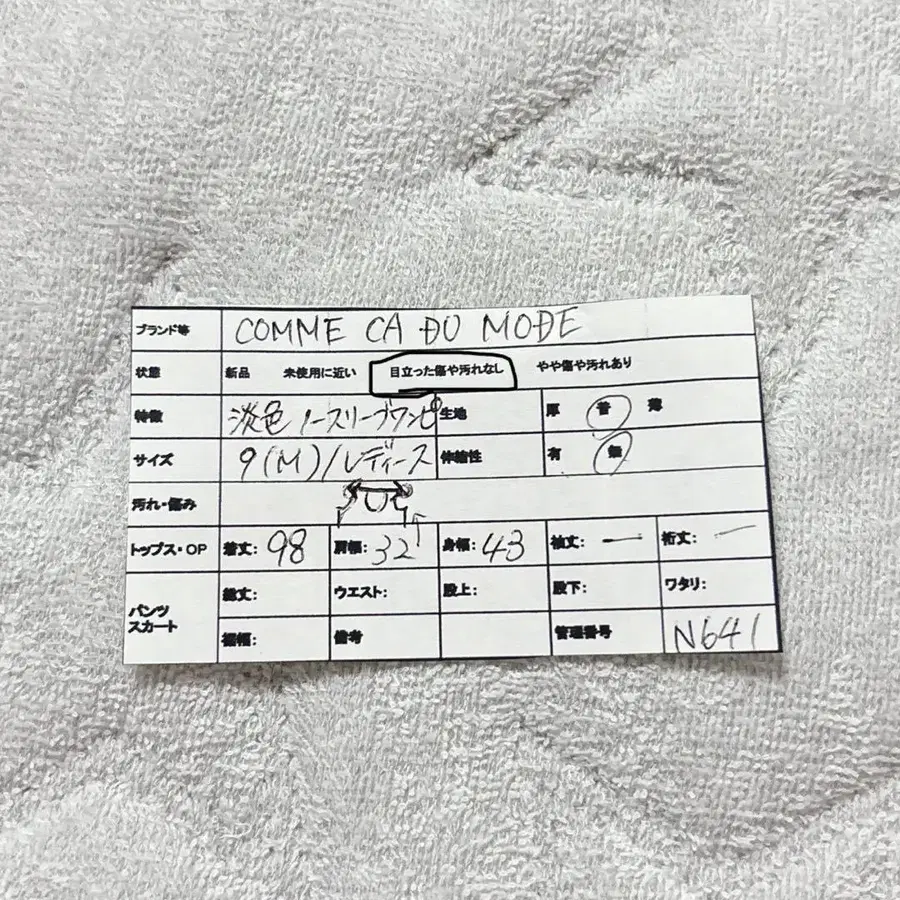 ブランド等 COMME CA DU MODE
状態 新品 未使用に近い 目立った傷や汚れなし やや傷や汚れあり
特徴 淡色 ノースリーブワンピ 生地 厚 普 薄
サイズ 9(M)/レディース 伸縮性 有 無
汚れ・傷み
トップス・OP 着丈: 98 肩幅: 32 身幅: 43 袖丈: ー 裄丈: ー
パンツ スカート 総丈: ウエスト: 股上: 股下: ワタリ:
裾幅: 備考 管理番号 N641